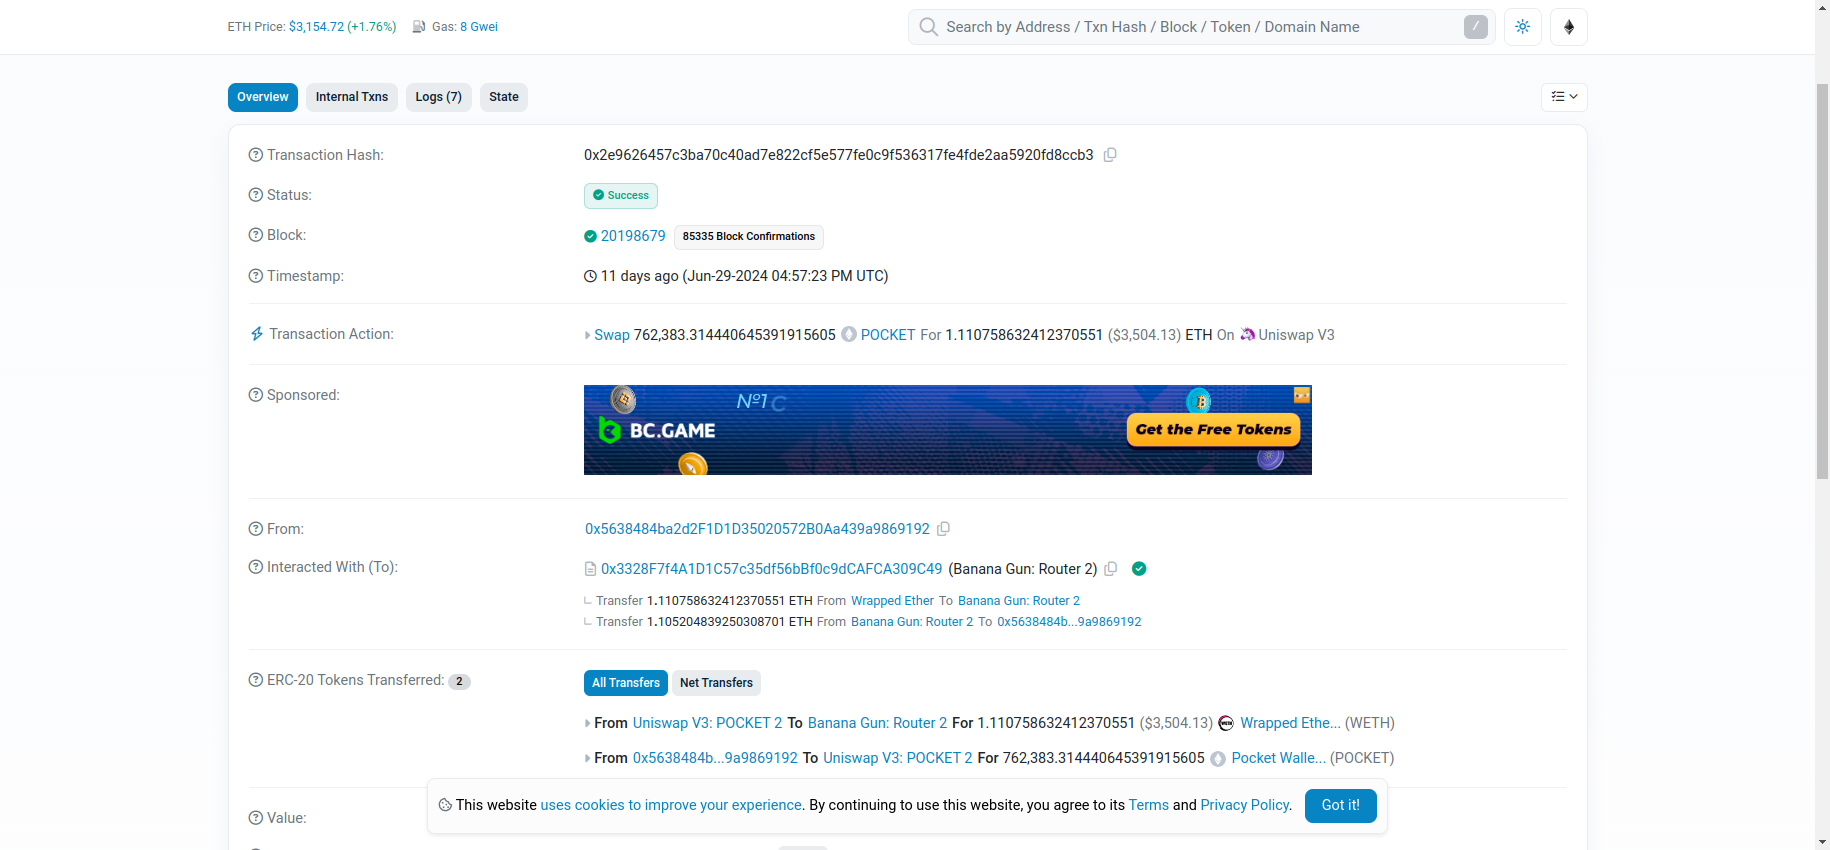 ETH Price: $3,154.72 (+1.76%) Gas: 8 Gwei
Search by Address / Txn Hash / Block / Token / Domain Name /
Overview Internal Txns Logs (7) State
Transaction Hash: 0x2e9626457c3ba70c40ad7e822cf5e577fe0c9f536317fe4fde2aa5920fd8ccb3
Status: Success
Block: 20198679 85335 Block Confirmations
Timestamp: 11 days ago (Jun-29-2024 04:57:23 PM UTC)
Transaction Action: Swap 762,383.314440645391915605 POCKET For 1.110758632412370551 ($3,504.13) ETH On Uniswap V3
Sponsored:
Nº1 C
BC.GAME
Get the Free Tokens
From: 0x5638484ba2d2F1D1D35020572B0Aa439a9869192
Interacted With (To): 0x3328F7f4A1D1C57c35df56bBf0c9dCAFCA309C49 (Banana Gun: Router 2)
Transfer 1.110758632412370551 ETH From Wrapped Ether To Banana Gun: Router 2
Transfer 1.105204839250308701 ETH From Banana Gun: Router 2 To 0x5638484b...9a9869192
ERC-20 Tokens Transferred: 2 All Transfers Net Transfers
From Uniswap V3: POCKET 2 To Banana Gun: Router 2 For 1.110758632412370551 ($3,504.13) Wrapped Ethe... (WETH)
From 0x5638484b...9a9869192 To Uniswap V3: POCKET 2 For 762,383.314440645391915605 Pocket Walle... (POCKET)
This website uses cookies to improve your experience. By continuing to use this website, you agree to its Terms and Privacy Policy. Got it!
Value: